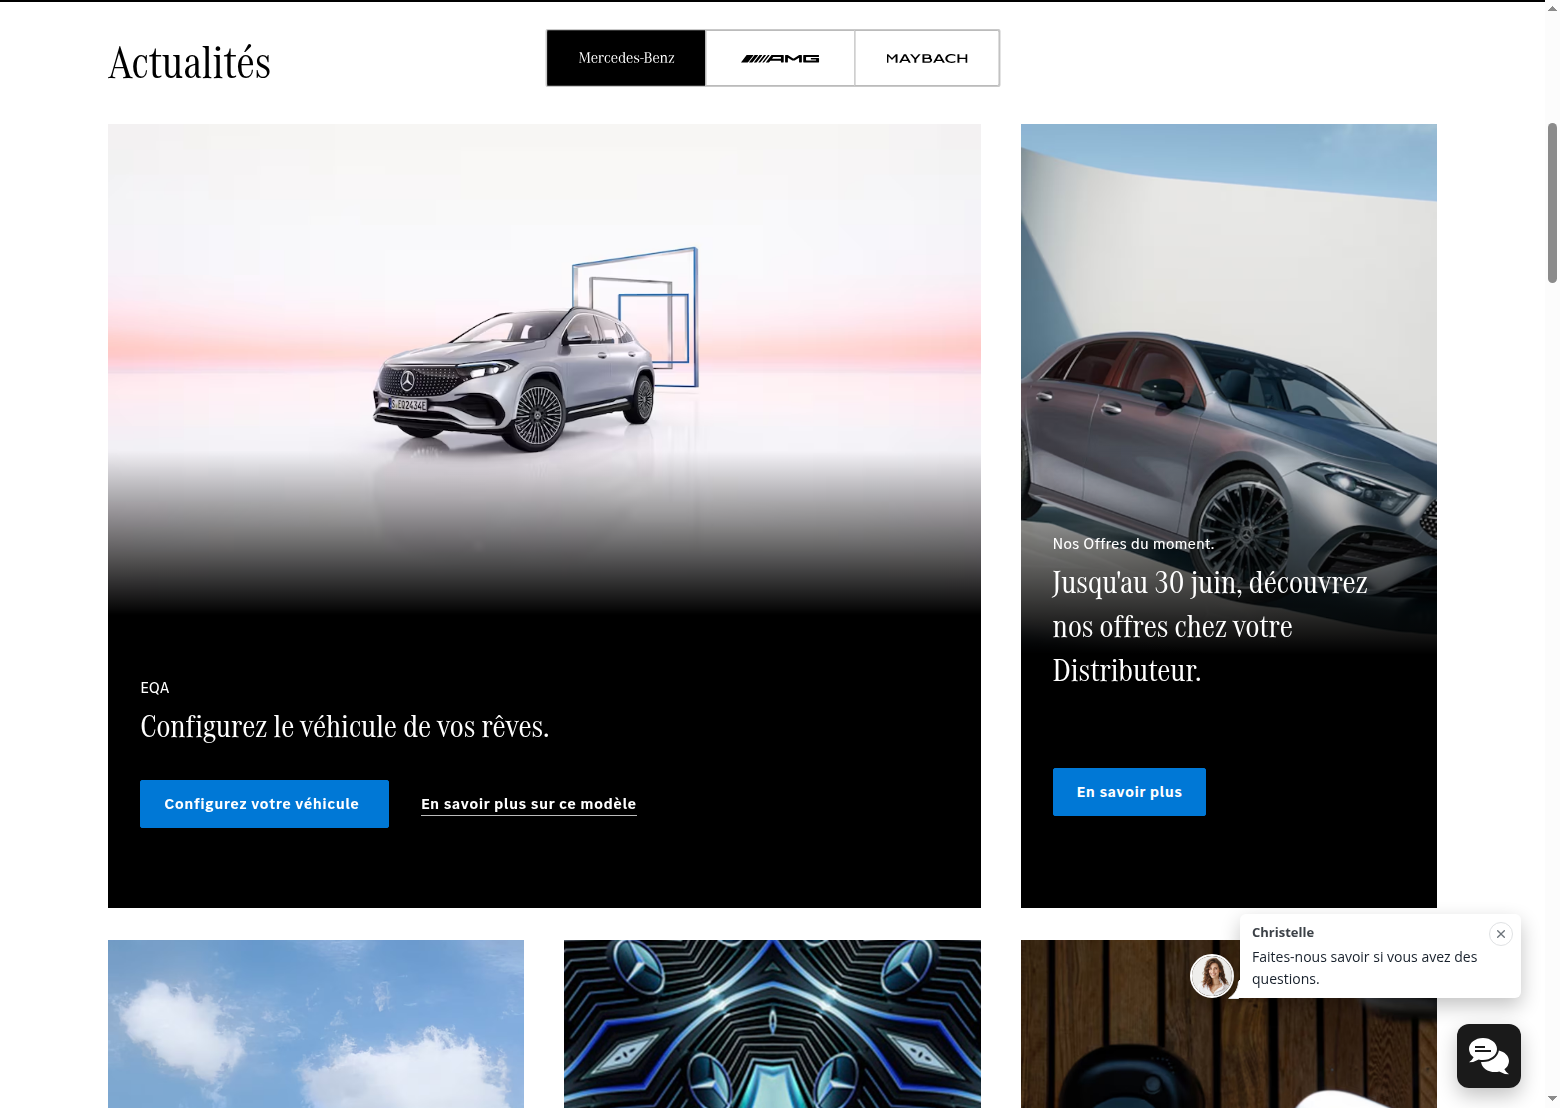 Actualités
Mercedes-Benz
AMG
MAYBACH
S:EQ2434E
EQA
Configurez le véhicule de vos rêves.
Configurez votre véhicule
En savoir plus sur ce modèle
Nos Offres du moment.
Jusqu'au 30 juin, découvrez
nos offres chez votre
Distributeur.
En savoir plus
Christelle
Faites-nous savoir si vous avez des
questions.